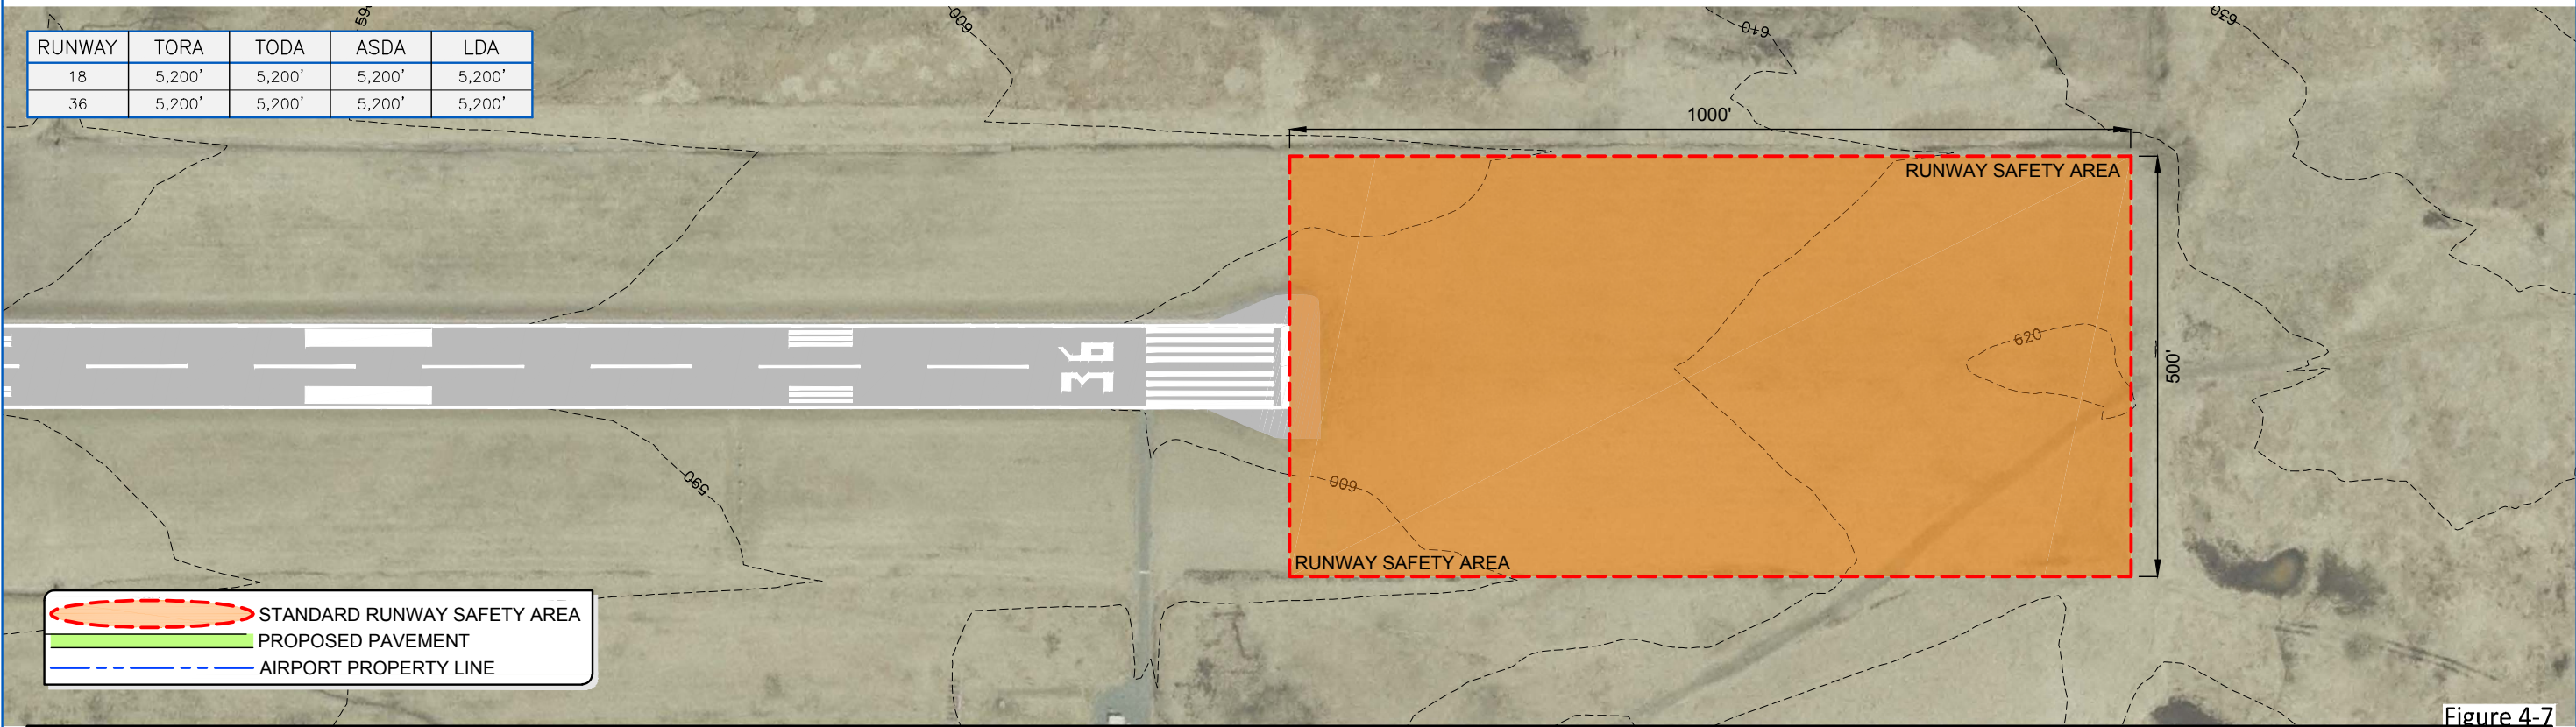 RUNWAY TORA TODA ASDA LDA
18 5,200' 5,200' 5,200' 5,200'
36 5,200' 5,200' 5,200' 5,200'
600
610
630
1000'
RUNWAY SAFETY AREA
620
500'
36
590
600
RUNWAY SAFETY AREA
STANDARD RUNWAY SAFETY AREA
PROPOSED PAVEMENT
AIRPORT PROPERTY LINE
Figure 4-7